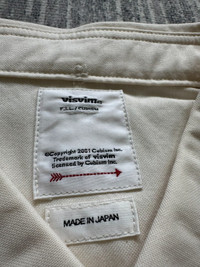 visvim®
©Copyright 2001 Cubism Inc.
Trademark of visvim
licensed by Cubism Inc.
MADE IN JAPAN